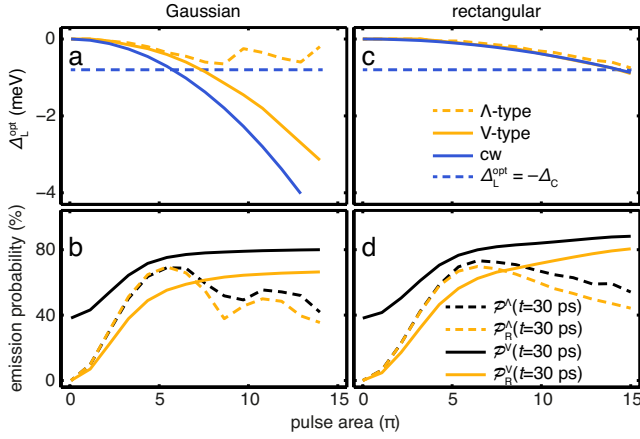 Gaussian
rectangular
0
−2
−4
Δ_L^opt (meV)
a
c
Λ-type
V-type
cw
Δ_L^opt = −Δ_C
80
40
0
emission probability (%)
b
d
𝒫^Λ(t=30 ps)
𝒫_R^Λ(t=30 ps)
𝒫^V(t=30 ps)
𝒫_R^V(t=30 ps)
0 5 10 15 0 5 10 15
pulse area (π)